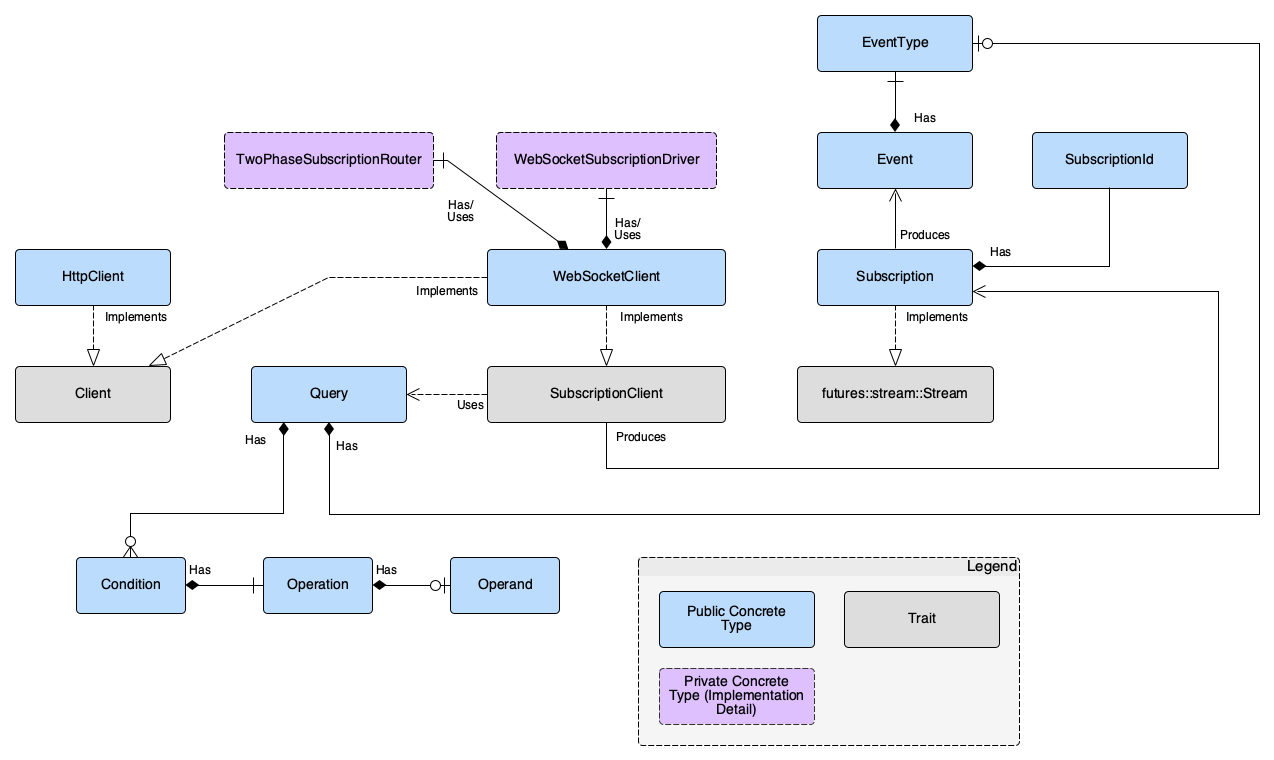 EventType
Has
TwoPhaseSubscriptionRouter
WebSocketSubscriptionDriver
Event
SubscriptionId
Has/
Uses
Has/
Uses
Produces
Has
HttpClient
WebSocketClient
Subscription
Implements
Implements
Implements
Implements
Client
Query
Uses
SubscriptionClient
futures::stream::Stream
Has
Has
Produces
Condition
Has
Operation
Has
Operand
Legend
Public Concrete
Type
Trait
Private Concrete
Type (Implementation
Detail)